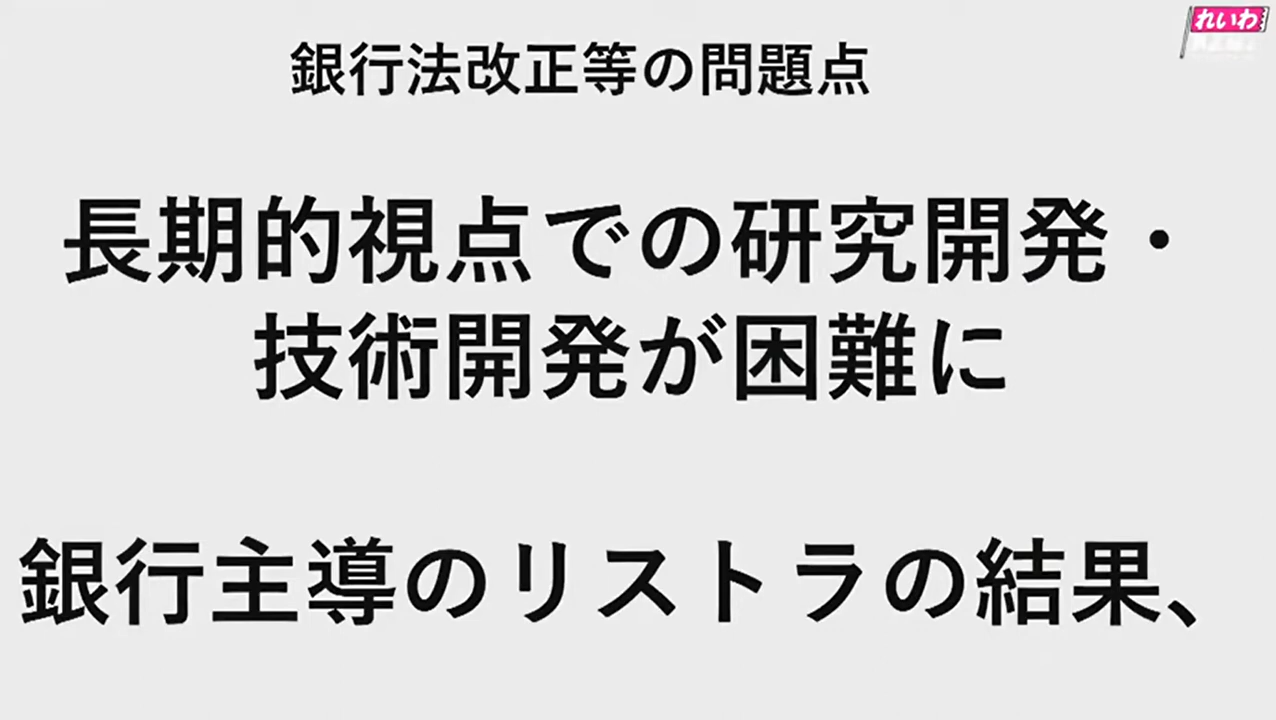 れいわ
銀行法改正等の問題点
長期的視点での研究開発・
技術開発が困難に
銀行主導のリストラの結果、